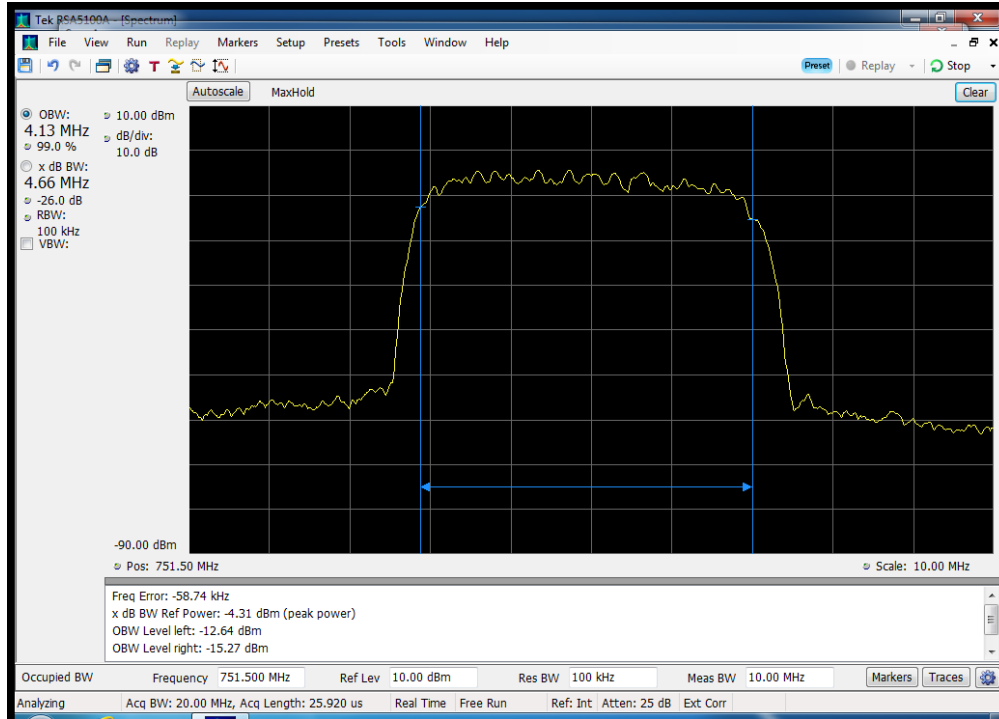 Tek RSA5100A - [Spectrum]
File View Run Replay Markers Setup Presets Tools Window Help
Preset Replay Stop
Autoscale MaxHold Clear
OBW: 10.00 dBm
4.13 MHz dB/div:
99.0 % 10.0 dB
x dB BW:
4.66 MHz
-26.0 dB
RBW:
100 kHz
VBW:
-90.00 dBm
Pos: 751.50 MHz Scale: 10.00 MHz
Freq Error: -58.74 kHz
x dB BW Ref Power: -4.31 dBm (peak power)
OBW Level left: -12.64 dBm
OBW Level right: -15.27 dBm
Occupied BW Frequency 751.500 MHz Ref Lev 10.00 dBm Res BW 100 kHz Meas BW 10.00 MHz Markers Traces
Analyzing Acq BW: 20.00 MHz, Acq Length: 25.920 us Real Time Free Run Ref: Int Atten: 25 dB Ext Corr